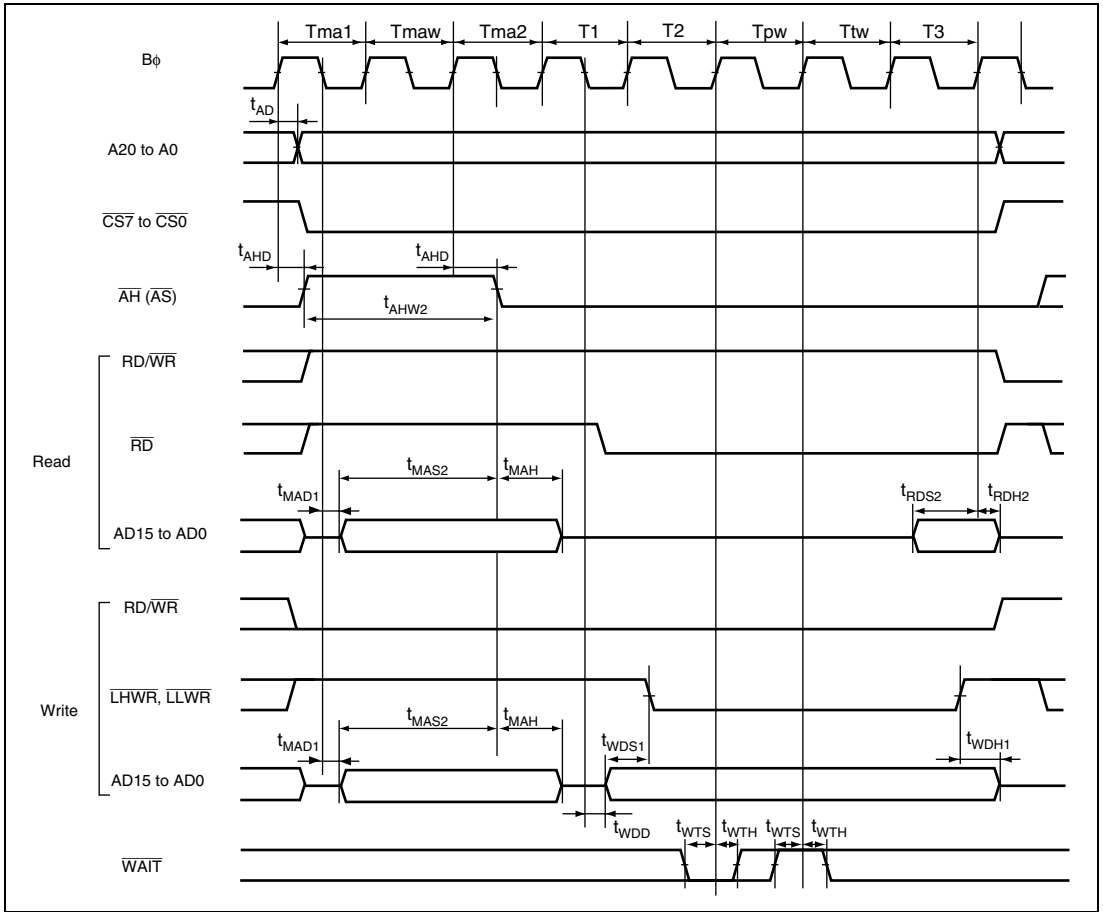 Tma1 Tmaw Tma2 T1 T2 Tpw Ttw T3
Bϕ
tAD
A20 to A0
CS7 to CS0
tAHD tAHD
AH (AS)
tAHW2
Read
RD/WR
RD
tMAS2 tMAH
tMAD1 tRDS2 tRDH2
AD15 to AD0
Write
RD/WR
LHWR, LLWR
tMAS2 tMAH
tMAD1 tWDS1 tWDH1
AD15 to AD0
tWDD tWTS tWTH tWTS tWTH
WAIT